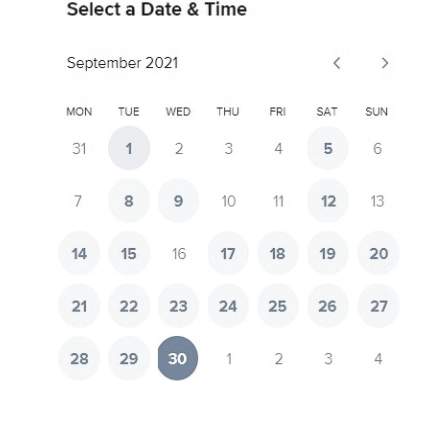 Select a Date & Time
September 2021
MON TUE WED THU FRI SAT SUN
31 1 2 3 4 5 6
7 8 9 10 11 12 13
14 15 16 17 18 19 20
21 22 23 24 25 26 27
28 29 30 1 2 3 4